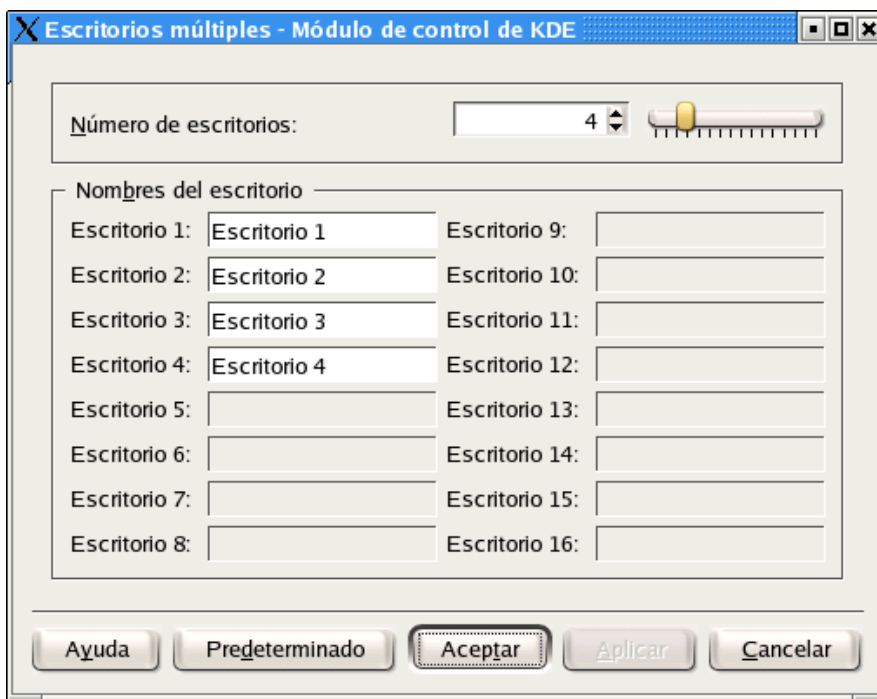 Escritorios múltiples - Módulo de control de KDE
Número de escritorios: 4
Nombres del escritorio
Escritorio 1: Escritorio 1 Escritorio 9:
Escritorio 2: Escritorio 2 Escritorio 10:
Escritorio 3: Escritorio 3 Escritorio 11:
Escritorio 4: Escritorio 4 Escritorio 12:
Escritorio 5: Escritorio 13:
Escritorio 6: Escritorio 14:
Escritorio 7: Escritorio 15:
Escritorio 8: Escritorio 16:
Ayuda Predeterminado Aceptar Aplicar Cancelar